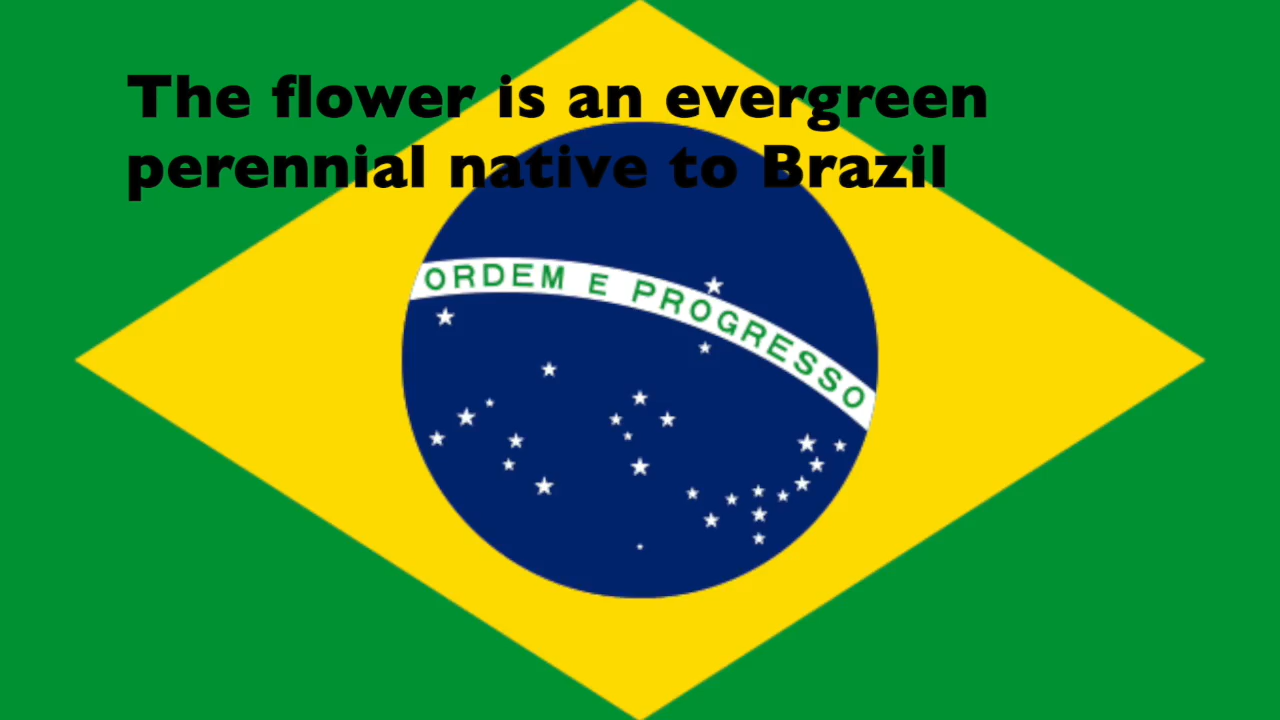 The flower is an evergreen
perennial native to Brazil
ORDEM E PROGRESSO